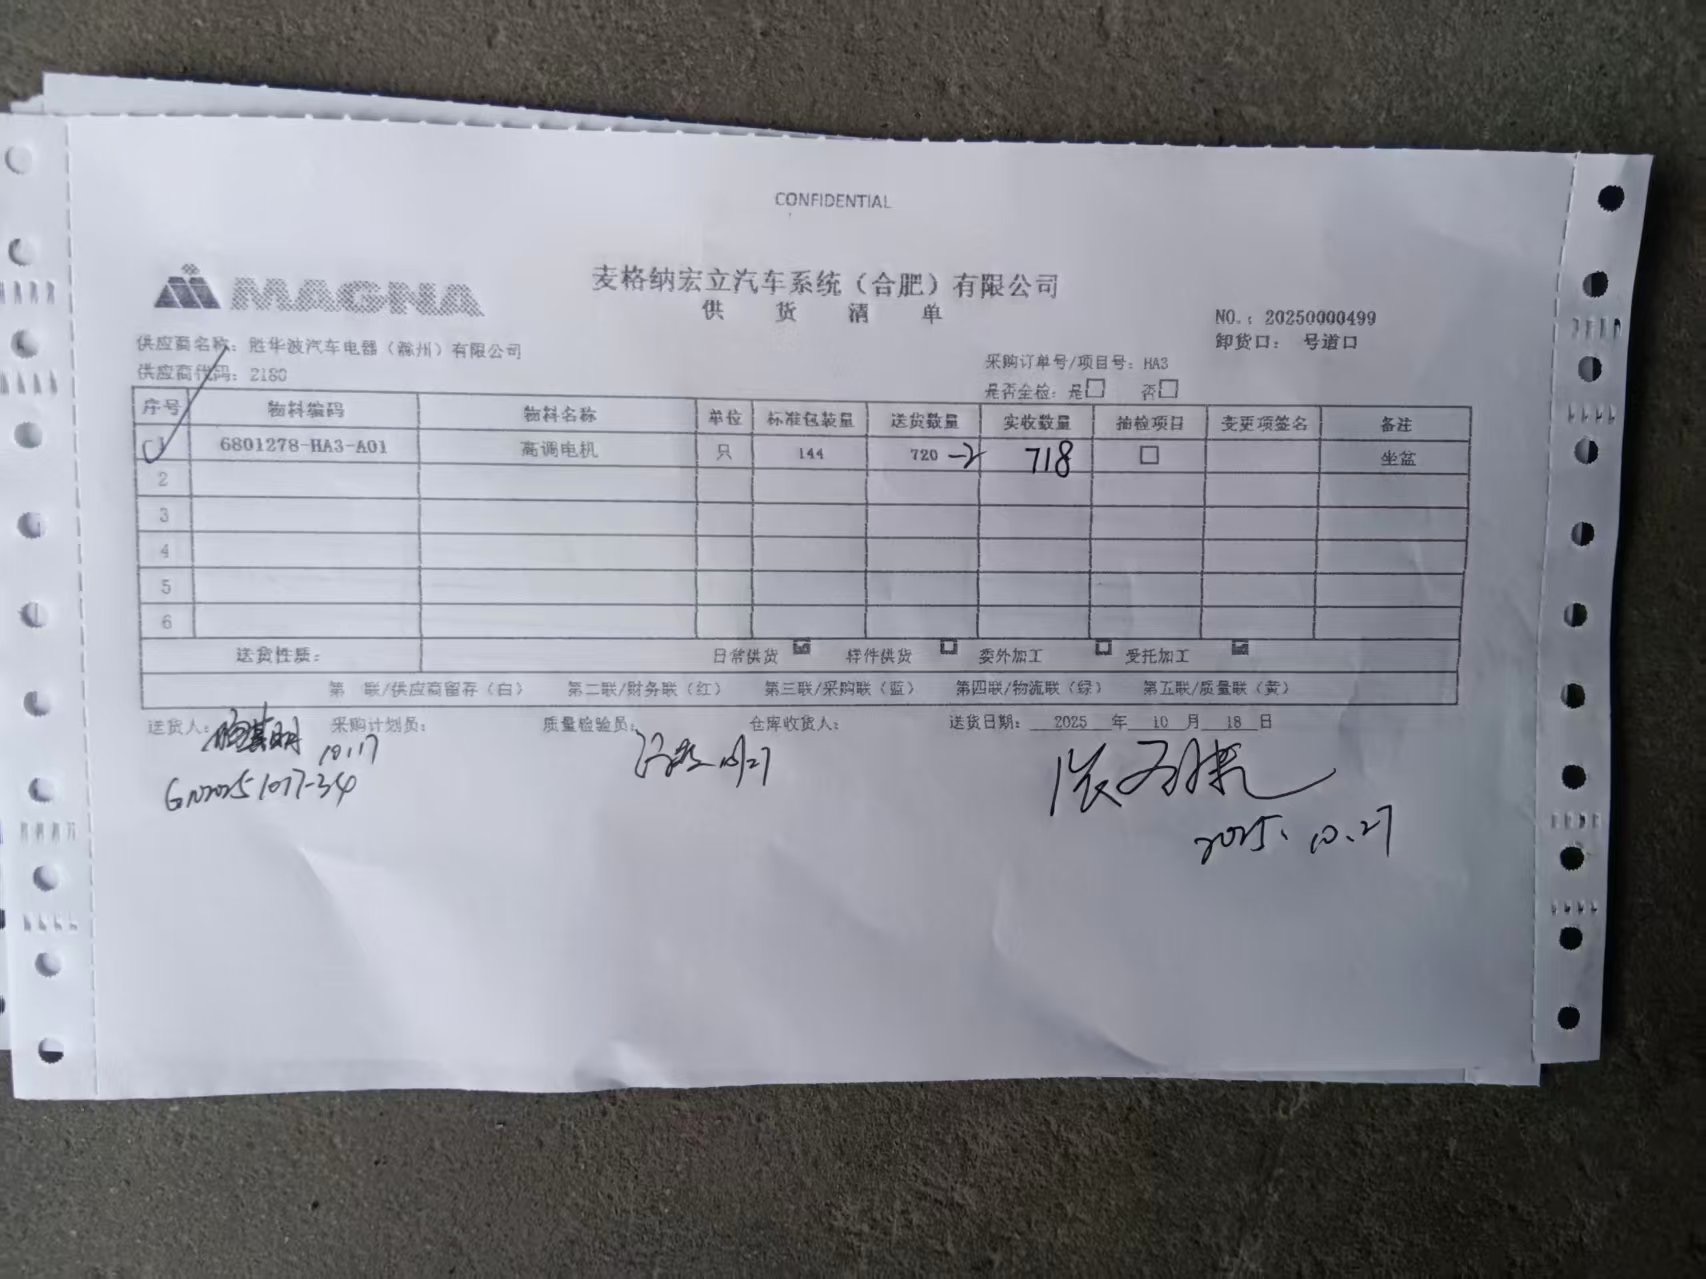 CONFIDENTIAL
MAGNA
麦格纳宏立汽车系统（合肥）有限公司
供 货 清 单
NO.：20250000499
卸货口： 号道口
供应商名称：胜华波汽车电器（滁州）有限公司
供应商代码：2180
采购订单号/项目号：HA3
是否全检：是□ 否□
序号 物料编码 物料名称 单位 标准包装量 送货数量 实收数量 抽检项目 变更项签名 备注
1 6801278-HA3-A01 高调电机 只 144 720 -2 718 □ 坐盆
2
3
4
5
6
送货性质： 日常供货 ☑ 样件供货 □ 委外加工 □ 受托加工 ☑
第 联/供应商留存（白） 第二联/财务联（红） 第三联/采购联（蓝） 第四联/物流联（绿） 第五联/质量联（黄）
送货人： 采购计划员： 质量检验员： 仓库收货人： 送货日期： 2025 年 10 月 18 日
10.17
10/27
GN20251017-34
2025.10.27